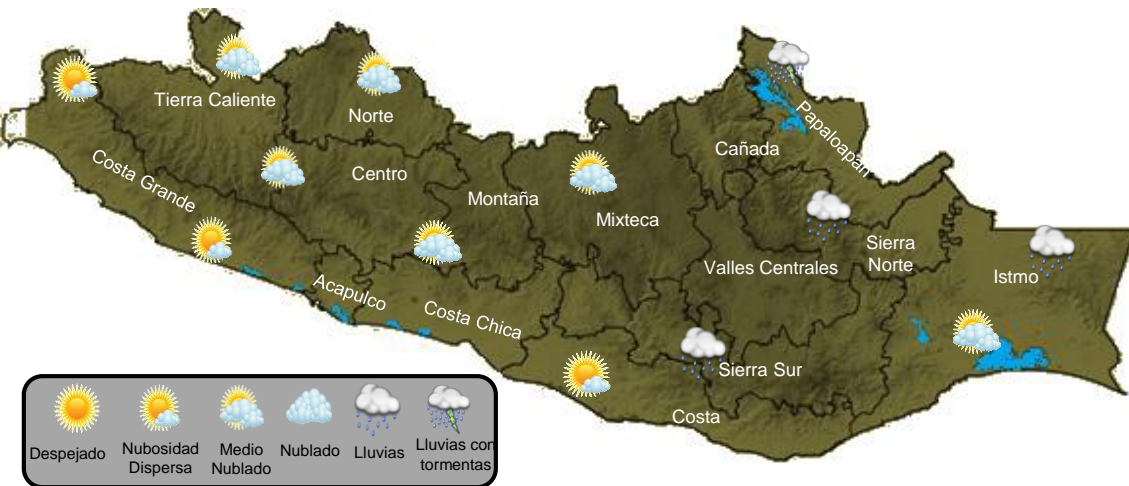 Tierra Caliente
Norte
Papaloapan
Cañada
Costa Grande
Centro
Montaña
Mixteca
Sierra
Norte
Valles Centrales
Istmo
Acapulco
Costa Chica
Sierra Sur
Costa
Despejado
Nubosidad
Dispersa
Medio
Nublado
Nublado
Lluvias
Lluvias con
tormentas